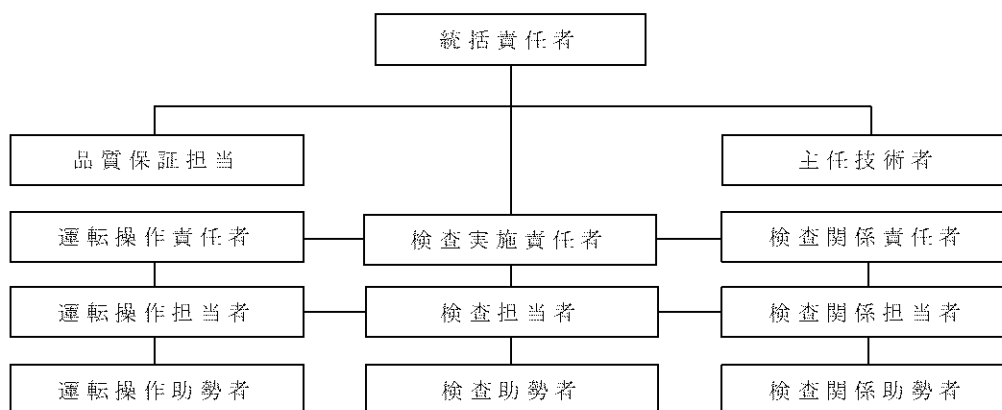 統括責任者
品質保証担当
主任技術者
運転操作責任者
検査実施責任者
検査関係責任者
運転操作担当者
検査担当者
検査関係担当者
運転操作助勢者
検査助勢者
検査関係助勢者